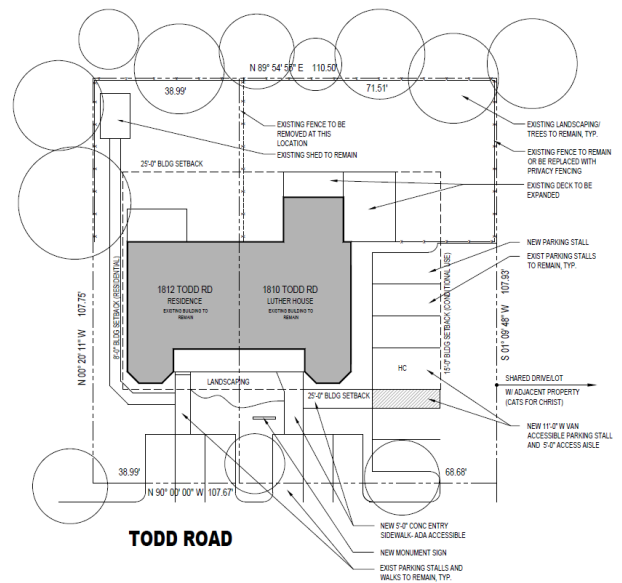 N 89° 54' 55" E 110.50'
38.99'
71.51'
EXISTING FENCE TO BE
REMOVED AT THIS
LOCATION
EXISTING SHED TO REMAIN
25'-0" BLDG SETBACK
EXISTING LANDSCAPING/
TREES TO REMAIN, TYP.
EXISTING FENCE TO REMAIN
OR BE REPLACED WITH
PRIVACY FENCING
EXISTING DECK TO BE
EXPANDED
NEW PARKING STALL
EXIST PARKING STALLS
TO REMAIN, TYP.
N 00° 20' 11" W 107.75'
8'-0" BLDG SETBACK (RESIDENTIAL)
1812 TODD RD
RESIDENCE
EXISTING BUILDING TO
REMAIN
1810 TODD RD
LUTHER HOUSE
EXISTING BUILDING TO
REMAIN
15'-0" BLDG SETBACK (CONDITIONAL USE)
S 01° 09' 48" W 107.93'
HC
LANDSCAPING
25'-0" BLDG SETBACK
SHARED DRIVE/LOT
W/ ADJACENT PROPERTY
(CATS FOR CHRIST)
NEW 11'-0" W VAN
ACCESSIBLE PARKING STALL
AND 5'-0" ACCESS AISLE
38.99'
68.68'
N 90° 00' 00" W 107.67'
TODD ROAD
NEW 5'-0" CONC ENTRY
SIDEWALK- ADA ACCESSIBLE
NEW MONUMENT SIGN
EXIST PARKING STALLS AND
WALKS TO REMAIN, TYP.